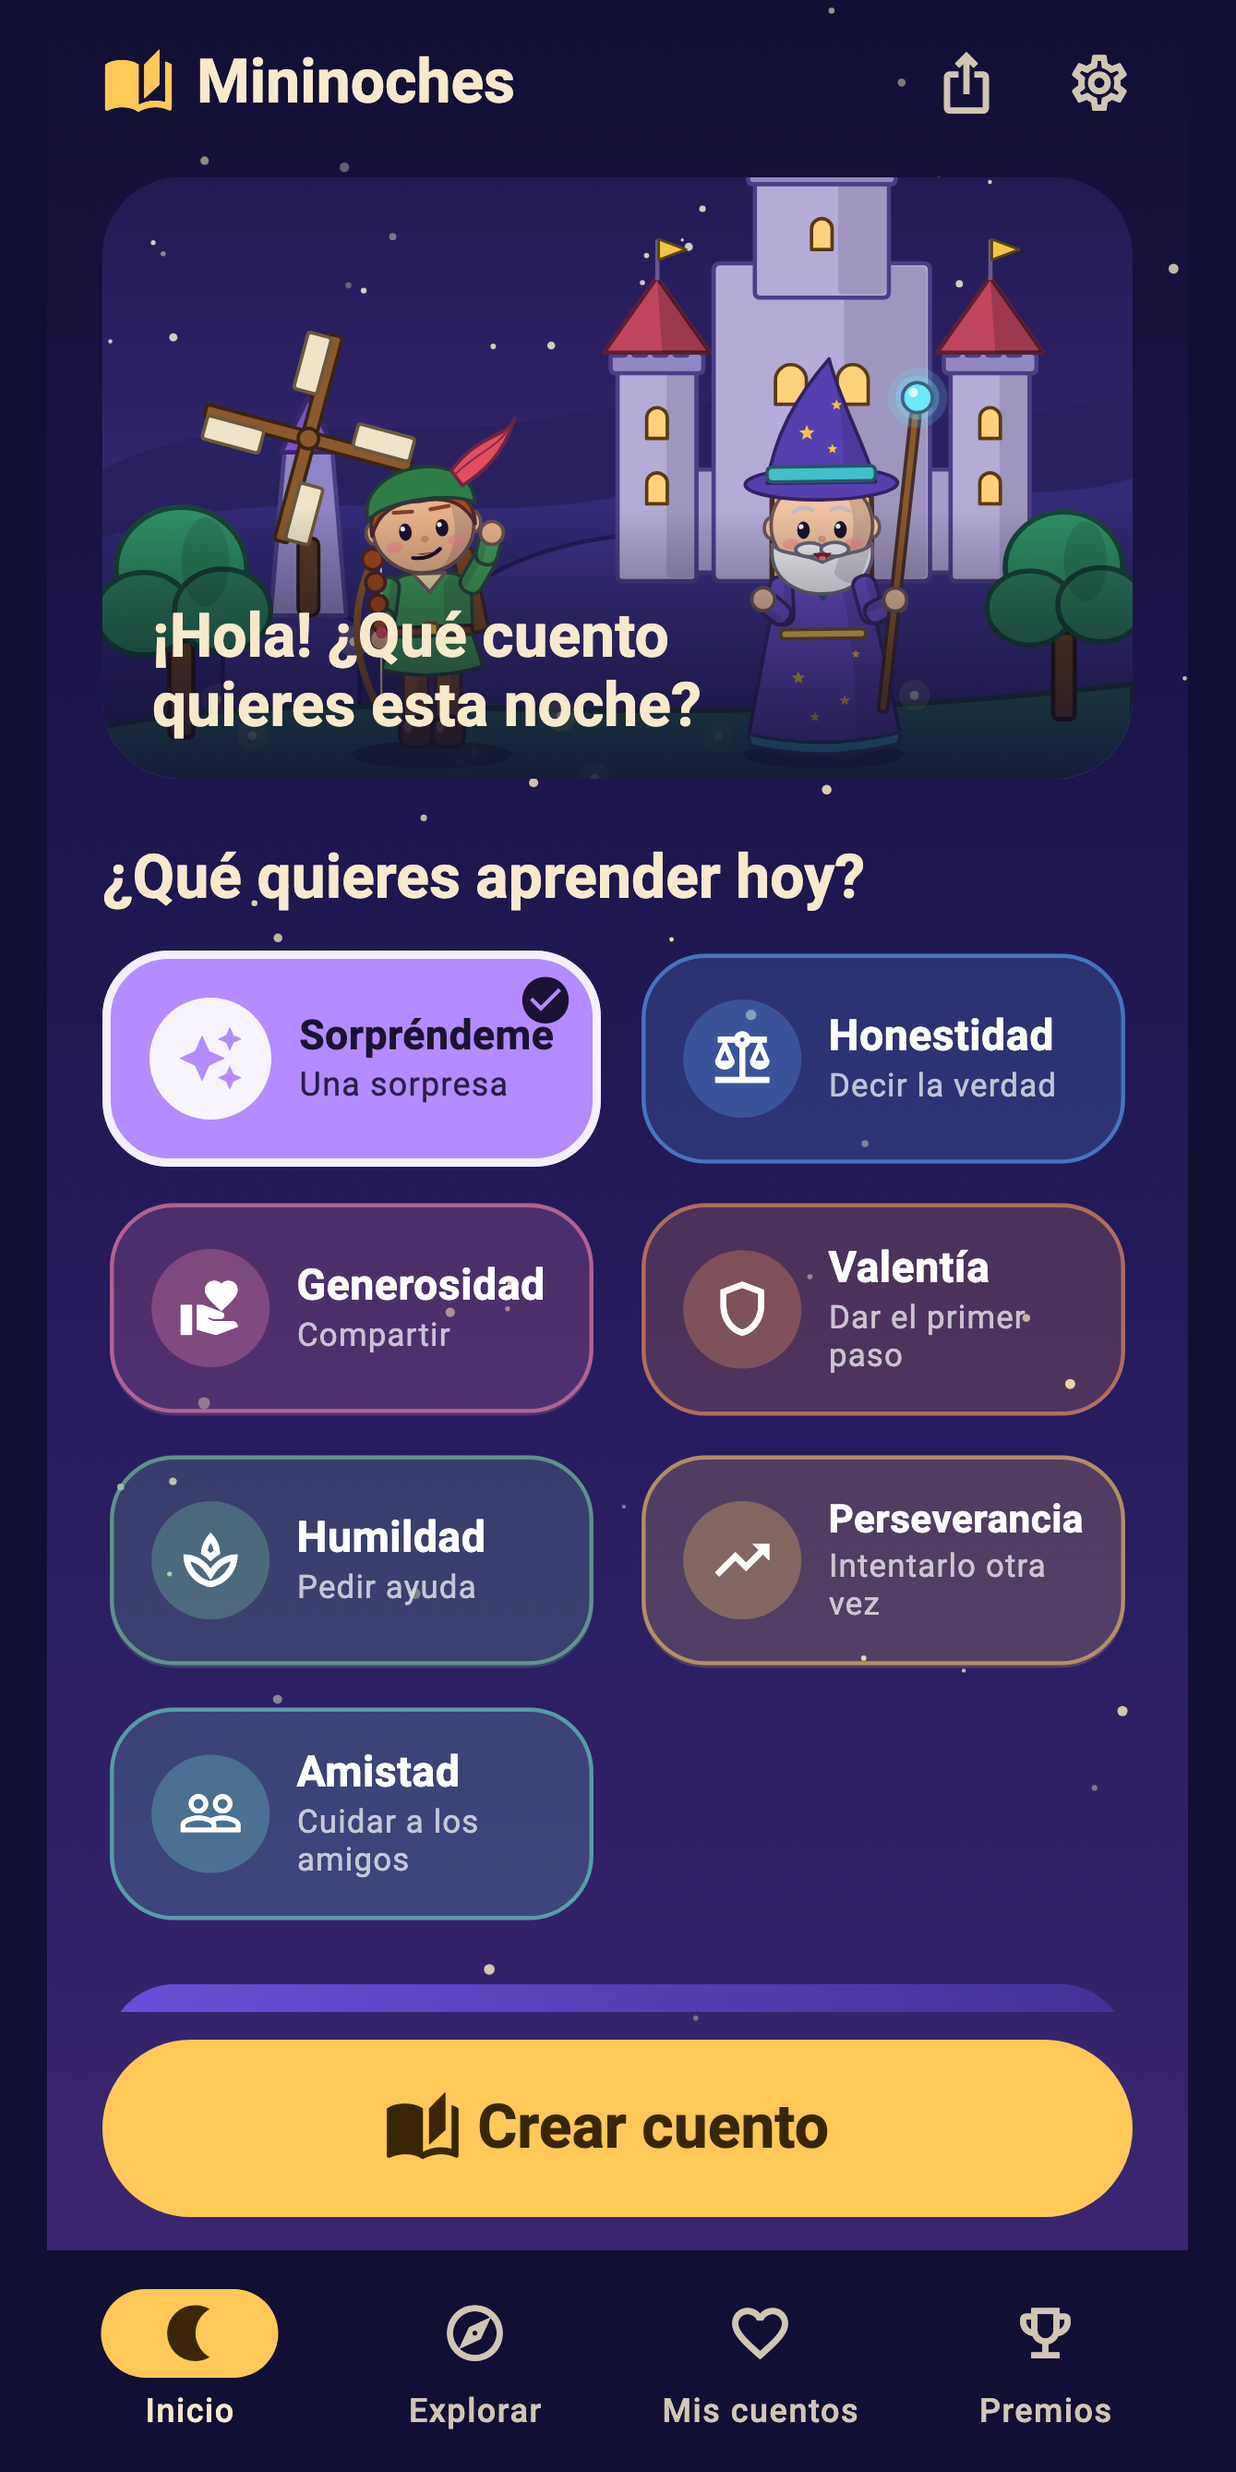 Mininoches
¡Hola! ¿Qué cuento
quieres esta noche?
¿Qué quieres aprender hoy?
Sorpréndeme
Una sorpresa
Honestidad
Decir la verdad
Generosidad
Compartir
Valentía
Dar el primer
paso
Humildad
Pedir ayuda
Perseverancia
Intentarlo otra
vez
Amistad
Cuidar a los
amigos
Crear cuento
Inicio
Explorar
Mis cuentos
Premios